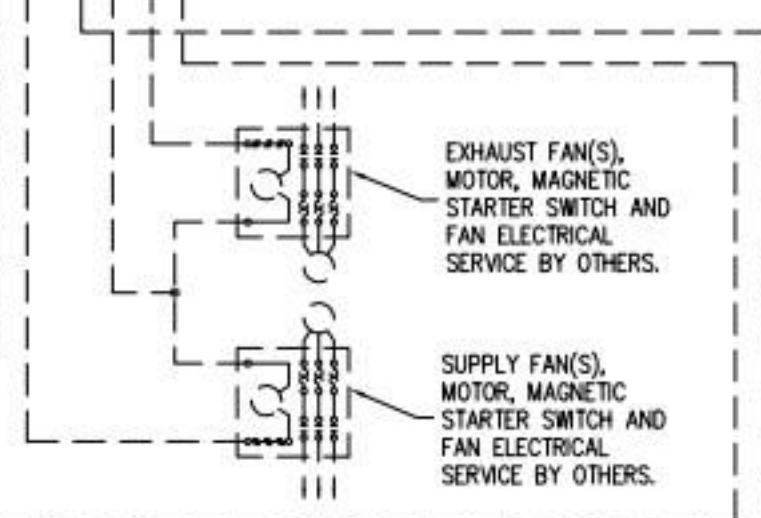 EXHAUST FAN(S),
MOTOR, MAGNETIC
STARTER SWITCH AND
FAN ELECTRICAL
SERVICE BY OTHERS.
SUPPLY FAN(S),
MOTOR, MAGNETIC
STARTER SWITCH AND
FAN ELECTRICAL
SERVICE BY OTHERS.